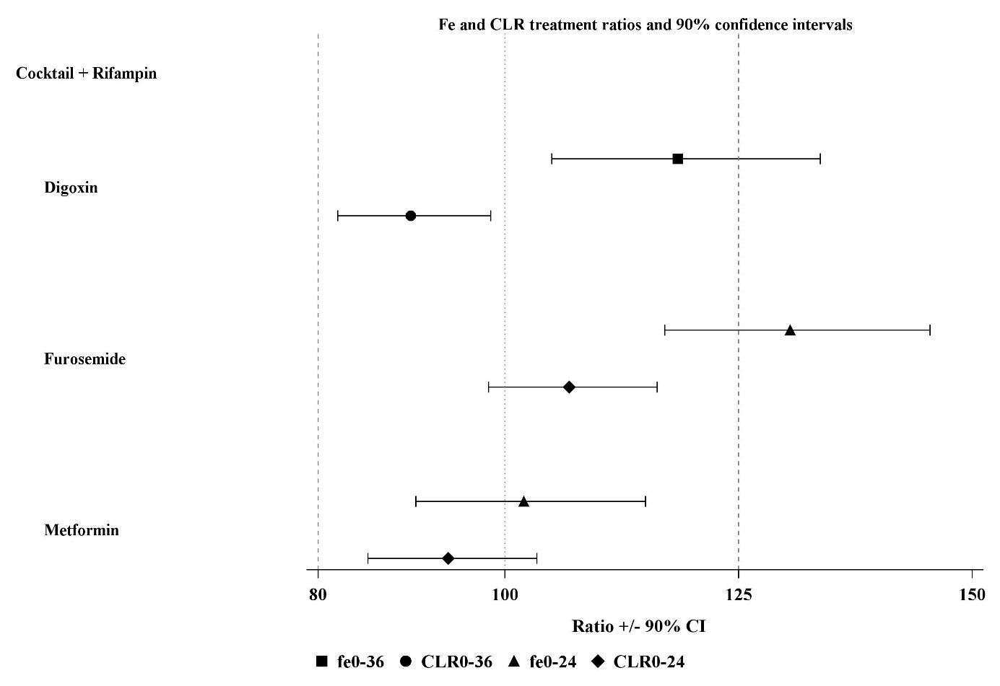 Fe and CLR treatment ratios and 90% confidence intervals
Cocktail + Rifampin
Digoxin
Furosemide
Metformin
80 100 125 150
Ratio +/- 90% CI
fe0-36 CLR0-36 fe0-24 CLR0-24